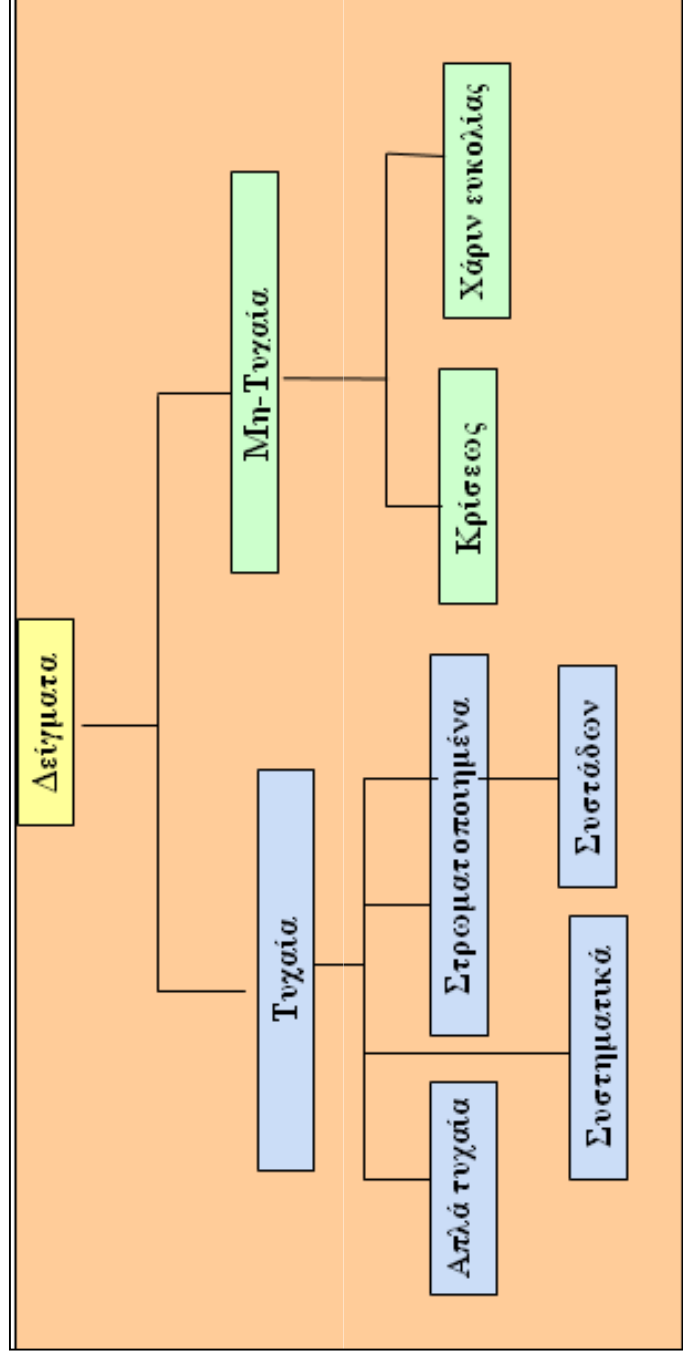 Δείγματα
Τυχαία
Μη-Τυχαία
Απλά τυχαία
Στρωματοποιημένα
Κρίσεως
Χάριν ευκολίας
Συστηματικά
Συστάδων